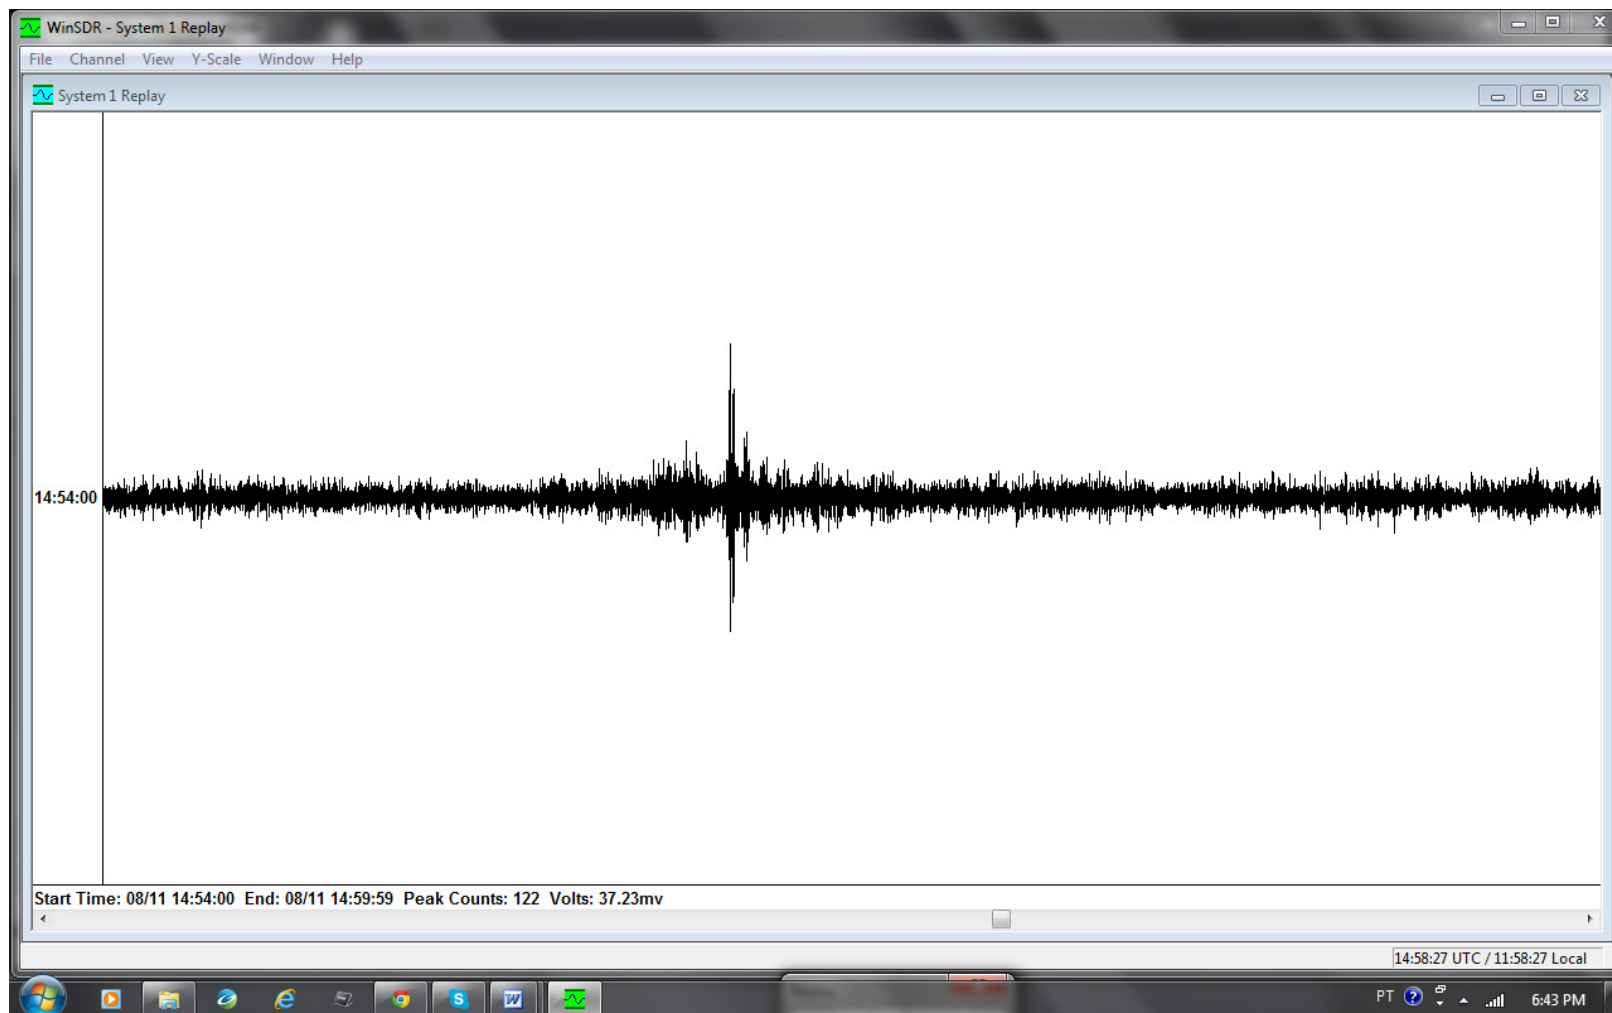 WinSDR - System 1 Replay
File Channel View Y-Scale Window Help
System 1 Replay
14:54:00
Start Time: 08/11 14:54:00 End: 08/11 14:59:59 Peak Counts: 122 Volts: 37.23mv
14:58:27 UTC / 11:58:27 Local
PT 6:43 PM